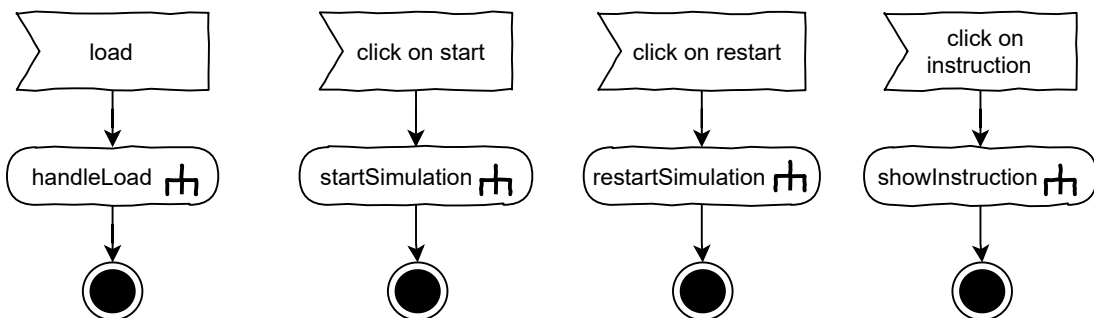 load
click on start
click on restart
click on
instruction
handleLoad
startSimulation
restartSimulation
showInstruction